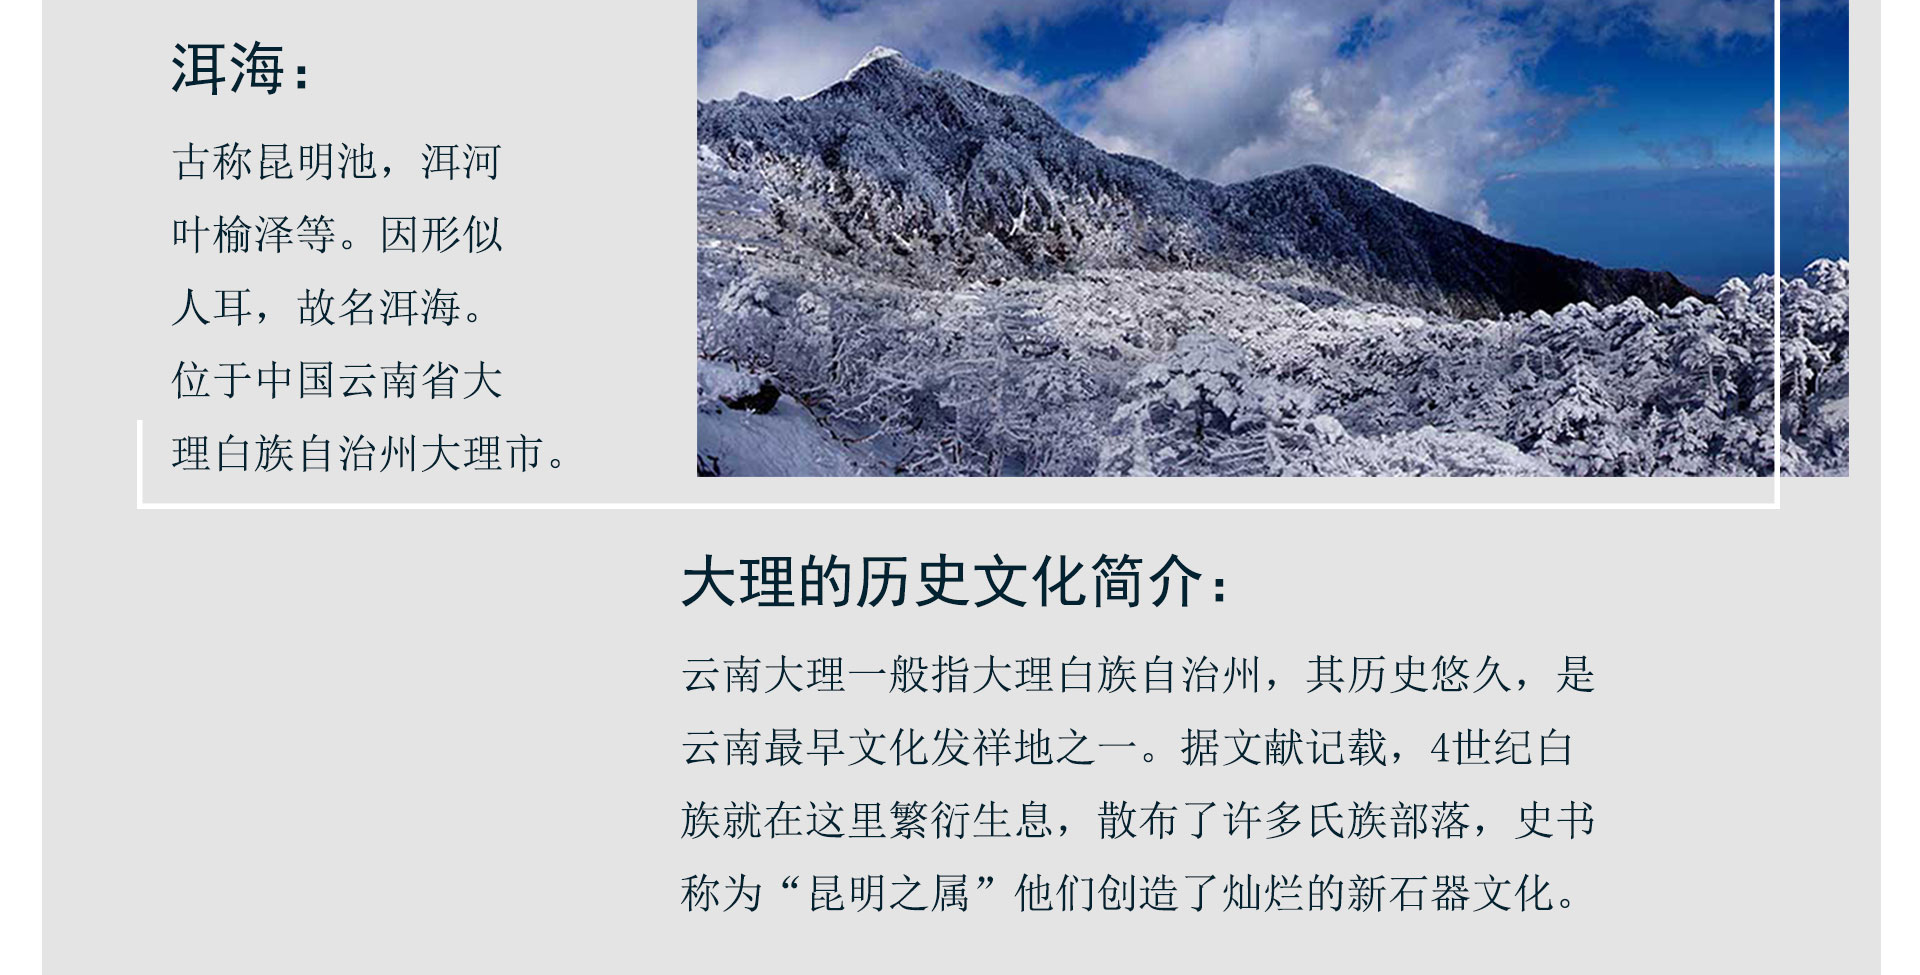 洱海：
古称昆明池，洱河
叶榆泽等。因形似
人耳，故名洱海。
位于中国云南省大
理白族自治州大理市。
大理的历史文化简介：
云南大理一般指大理白族自治州，其历史悠久，是
云南最早文化发祥地之一。据文献记载，4世纪白
族就在这里繁衍生息，散布了许多氏族部落，史书
称为“昆明之属”他们创造了灿烂的新石器文化。